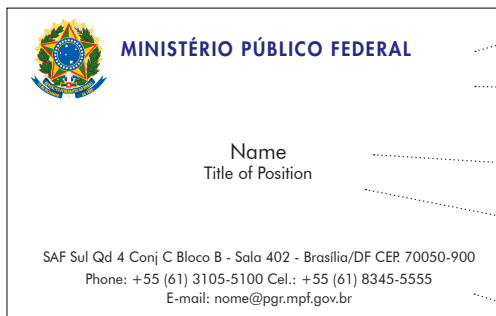 MINISTÉRIO PÚBLICO FEDERAL
Name
Title of Position
SAF Sul Qd 4 Conj C Bloco B - Sala 402 - Brasília/DF CEP. 70050-900
Phone: +55 (61) 3105-5100 Cel.: +55 (61) 8345-5555
E-mail: nome@pgr.mpf.gov.br